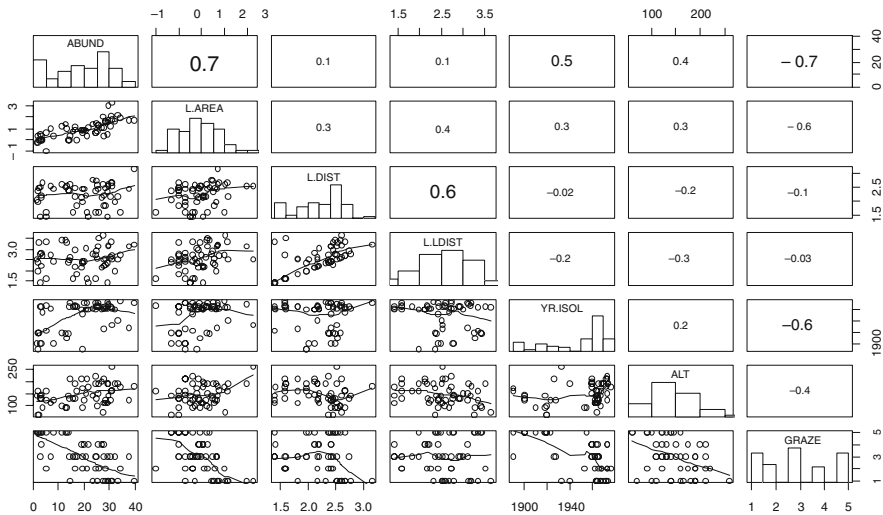 −1 0 1 2 3 1.5 2.5 3.5 100 200
ABUND 0.7 0.1 0.1 0.5 0.4 − 0.7 0 20 40
−1 1 3 L.AREA 0.3 0.4 0.3 0.3 − 0.6
L.DIST 0.6 −0.02 −0.2 −0.1 1.5 2.5
1.5 3.0 L.LDIST −0.2 −0.3 −0.03
YR.ISOL 0.2 −0.6 1900
100 250 ALT −0.4
GRAZE 1 3 5
0 10 20 30 40 1.5 2.0 2.5 3.0 1900 1940 1 2 3 4 5